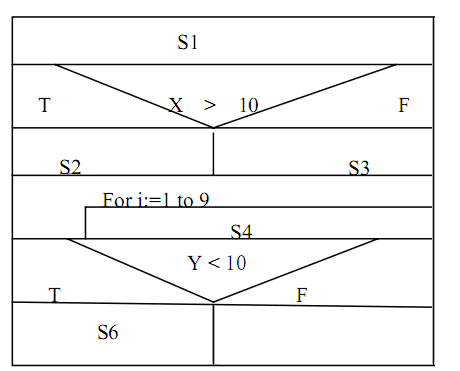 S1
T X > 10 F
S2 S3
For i:=1 to 9
S4
Y < 10
T F
S6